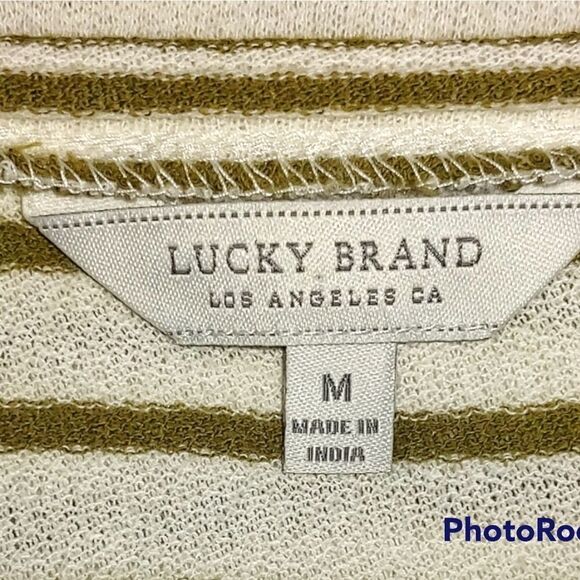 LUCKY BRAND
LOS ANGELES CA
M
MADE IN
INDIA
PhotoRoo